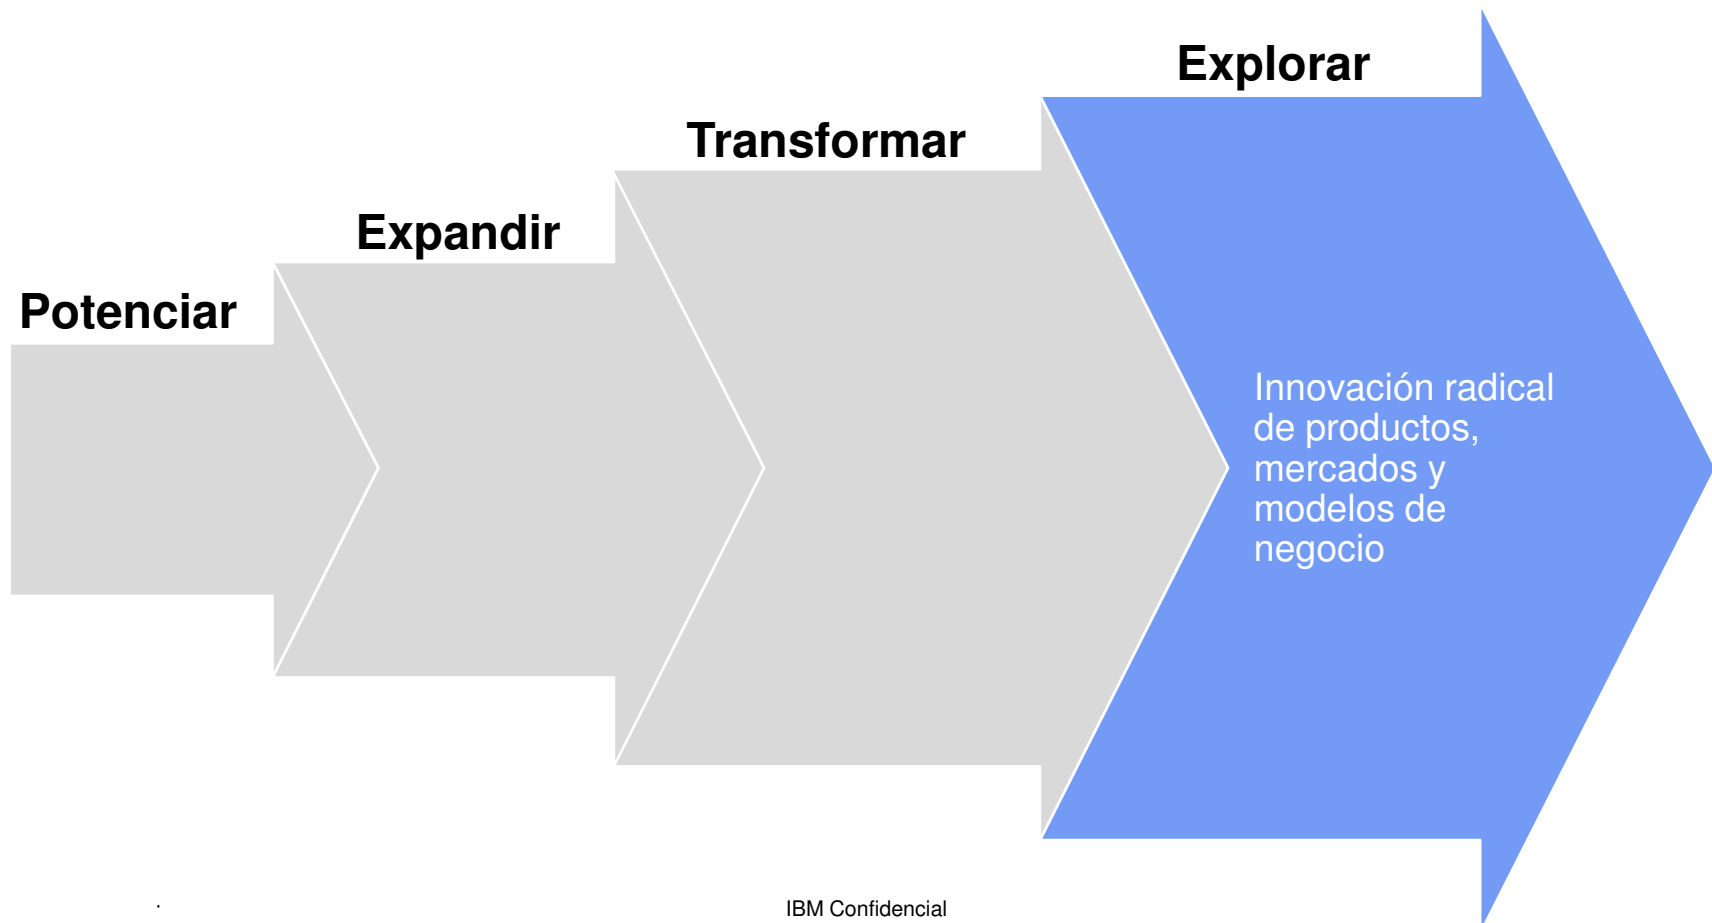 Potenciar
Expandir
Transformar
Explorar
Innovación radical
de productos,
mercados y
modelos de
negocio
.
IBM Confidencial